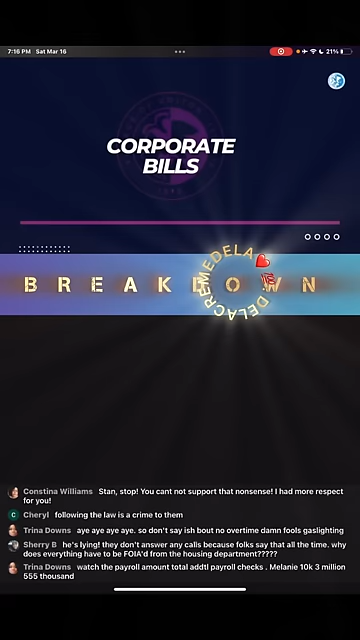 7:16 PM Sat Mar 16
21%
CORPORATE
BILLS
CREMEDELA
DELACREME
BREAKDOWN
Constina Williams Stan, stop! You cant not support that nonsense! I had more respect
for you!
C Cheryl following the law is a crime to them
Trina Downs aye aye aye aye. so don't say ish bout no overtime damn fools gaslighting
Sherry B he's lying! they don't answer any calls because folks say that all the time. why
does everything have to be FOIA'd from the housing department?????
Trina Downs watch the payroll amount total addtl payroll checks . Melanie 10k 3 million
555 thousand